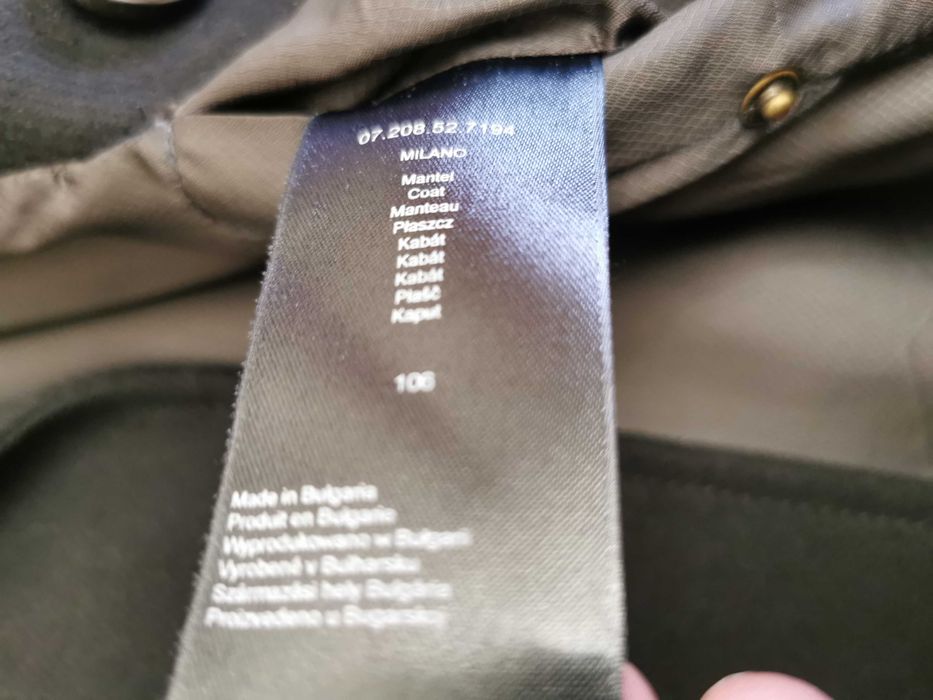 07.208.52.7194
MILANO
Mantel
Coat
Manteau
Płaszcz
Kabát
Kabát
Kabát
Plašč
Kaput
106
Made in Bulgaria
Produit en Bulgarie
Wyprodukowano w Bułgarii
Vyrobené v Bulharsku
Származási hely Bulgária
Proizvedeno u Bugarskoj